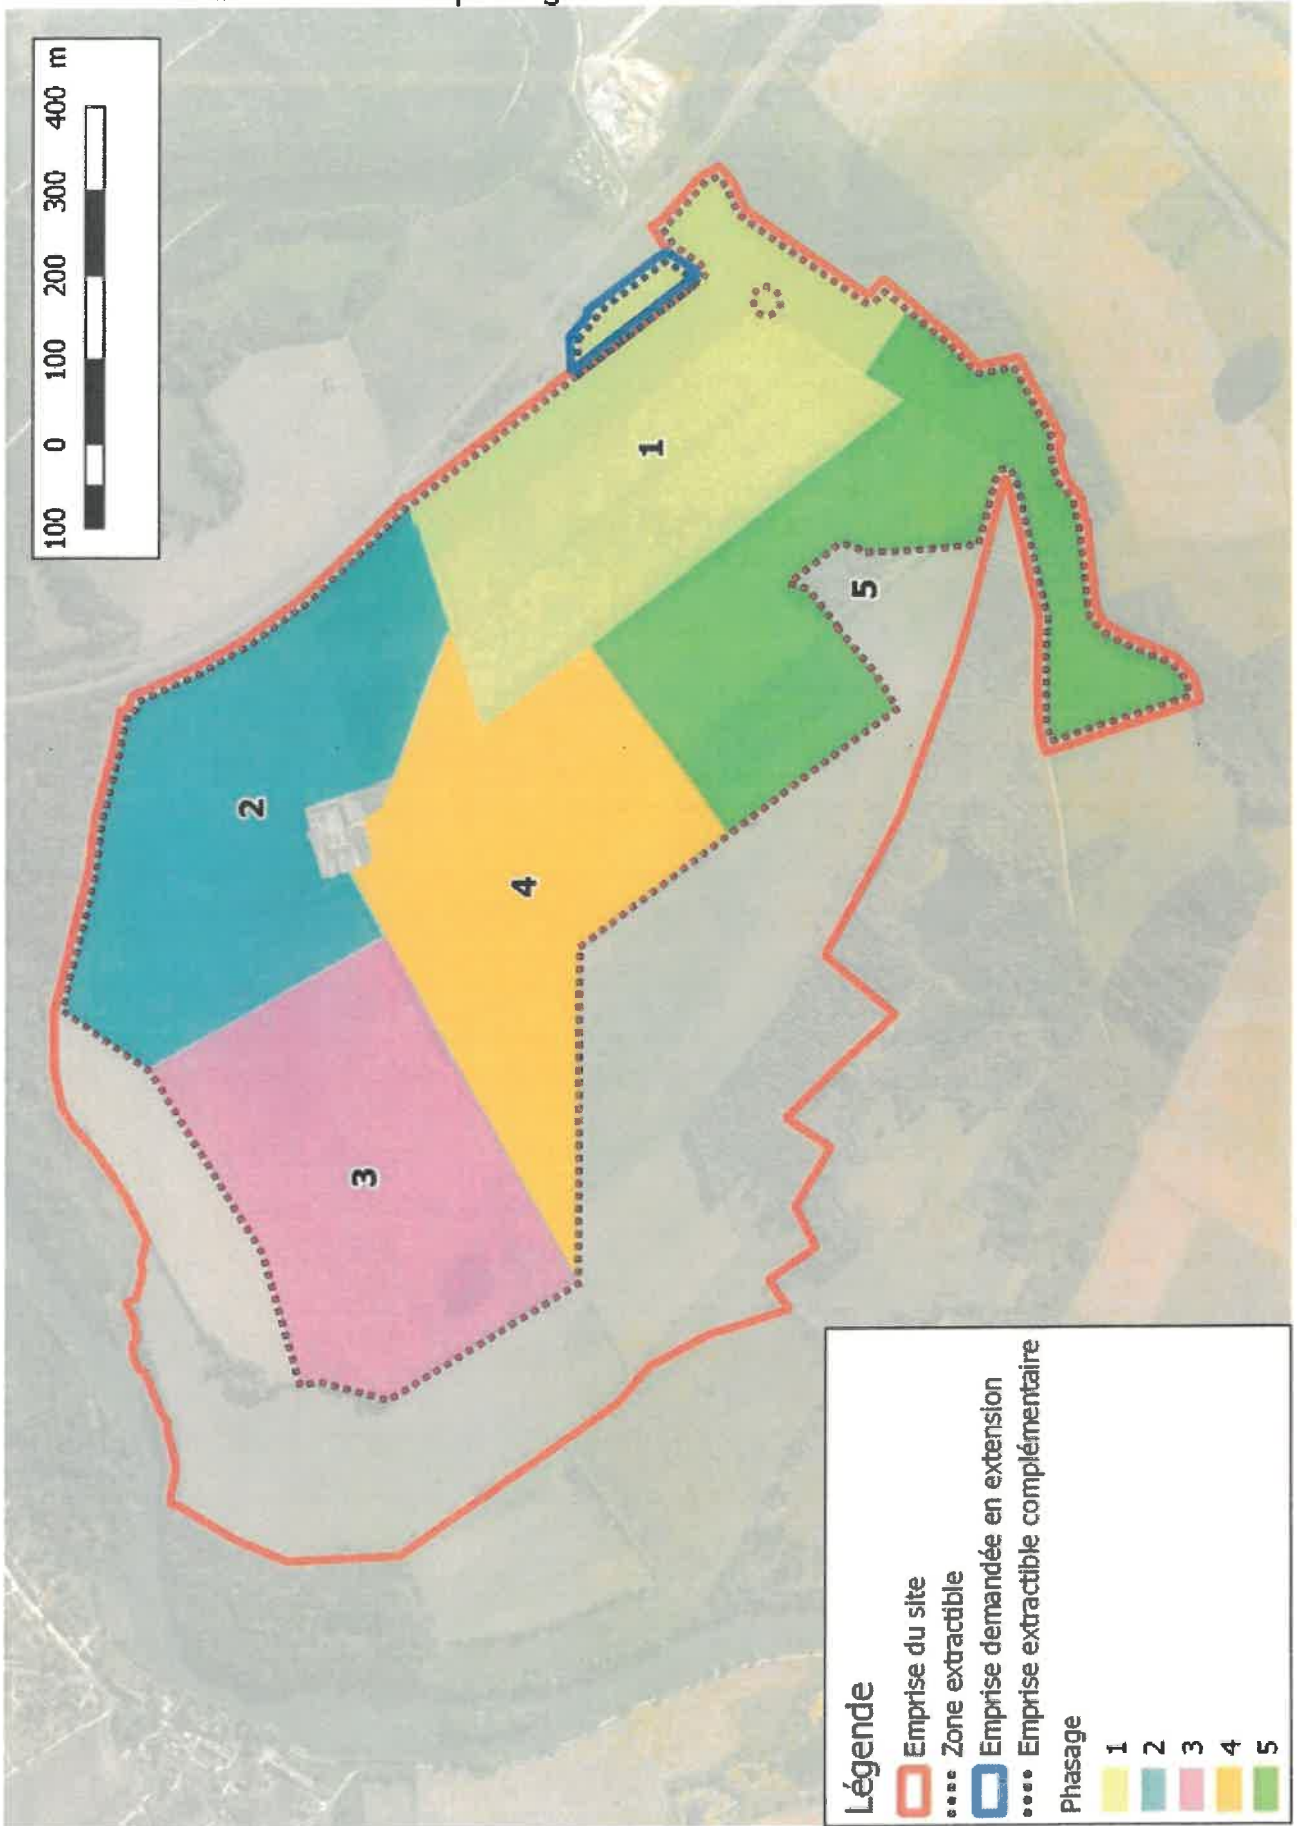 100 0 100 200 300 400 m
1
2
3
4
5
Légende
Emprise du site
Zone extractible
Emprise demandée en extension
Emprise extractible complémentaire
Phasage
1
2
3
4
5